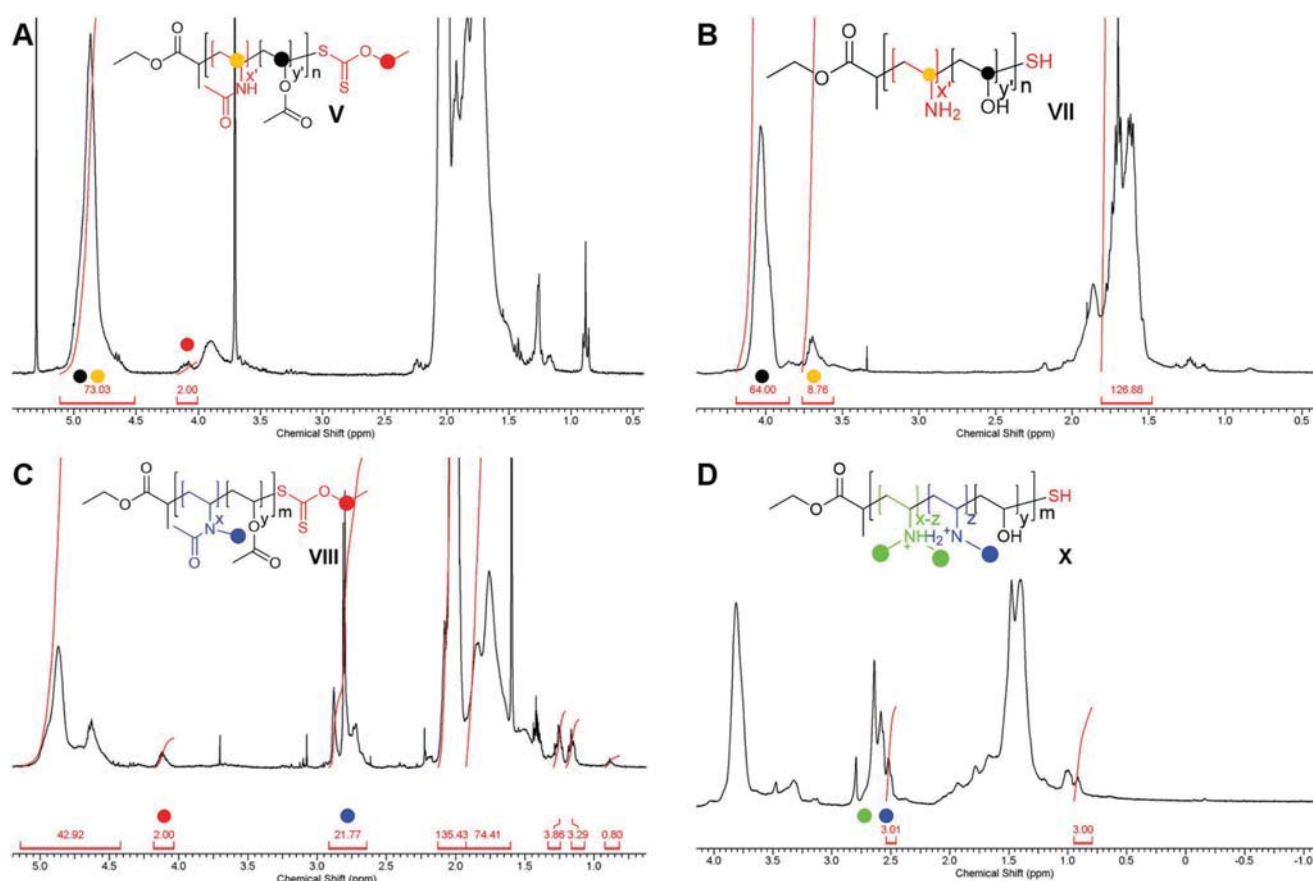 A
O
O
S
O
x'
NH
y'
n
O
O
S
O
V
73.03
2.00
5.5 5.0 4.5 4.0 3.5 3.0 2.5 2.0 1.5 1.0 0.5
Chemical Shift (ppm)
B
O
O
SH
x'
NH2
y'
n
OH
VII
64.00
8.76
126.88
4.0 3.5 3.0 2.5 2.0 1.5 1.0 0.5
Chemical Shift (ppm)
C
O
O
S
O
x
N
y
m
O
O
S
O
VIII
42.92
2.00
21.77
135.43
74.41
3.86
3.29
0.80
5.0 4.5 4.0 3.5 3.0 2.5 2.0 1.5 1.0
Chemical Shift (ppm)
D
O
O
SH
x-z
z
y
m
NH
+
H2+N
OH
X
3.01
3.00
4.0 3.5 3.0 2.5 2.0 1.5 1.0 0.5 0 -0.5 -1.0
Chemical Shift (ppm)